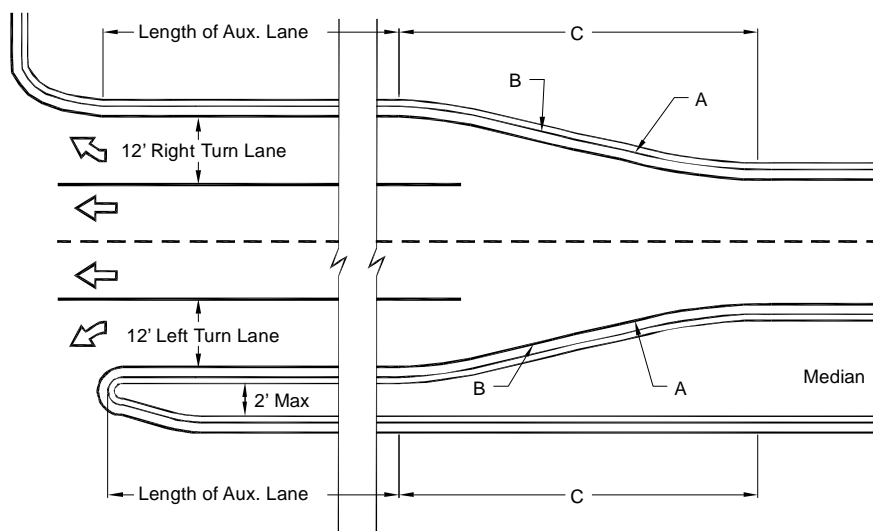 Length of Aux. Lane
C
B
A
12’ Right Turn Lane
12’ Left Turn Lane
B
A
Median
2’ Max
Length of Aux. Lane
C